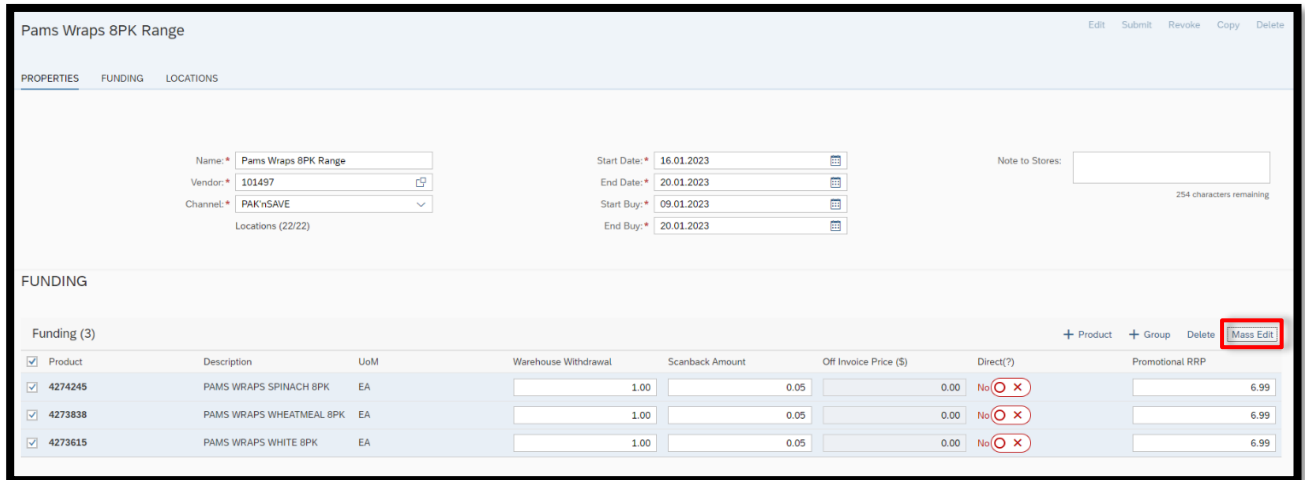 Pams Wraps 8PK Range
Edit Submit Revoke Copy Delete
PROPERTIES FUNDING LOCATIONS
Name:* Pams Wraps 8PK Range Start Date:* 16.01.2023 Note to Stores:
Vendor:* 101497 End Date:* 20.01.2023 254 characters remaining
Channel:* PAK'nSAVE Start Buy:* 09.01.2023
Locations (22/22) End Buy:* 20.01.2023
FUNDING
Funding (3) + Product + Group Delete Mass Edit
Product Description UoM Warehouse Withdrawal Scanback Amount Off Invoice Price ($) Direct(?) Promotional RRP
4274245 PAMS WRAPS SPINACH 8PK EA 1.00 0.05 0.00 No 6.99
4273838 PAMS WRAPS WHEATMEAL 8PK EA 1.00 0.05 0.00 No 6.99
4273615 PAMS WRAPS WHITE 8PK EA 1.00 0.05 0.00 No 6.99